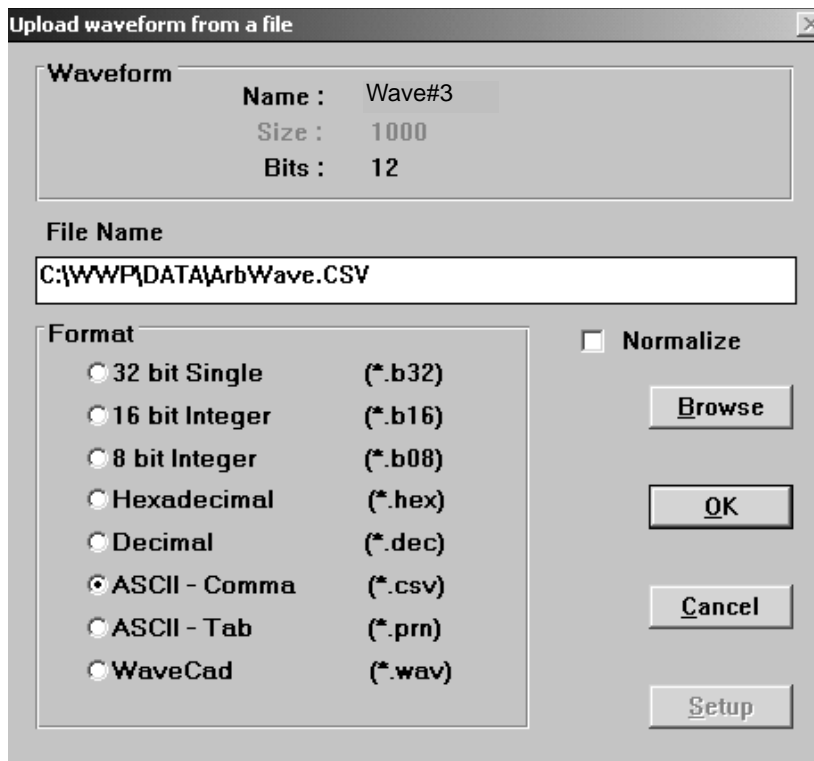 Upload waveform from a file
Waveform
Name : Wave#3
Size : 1000
Bits : 12
File Name
C:\WWP\DATA\ArbWave.CSV
Format
32 bit Single (*.b32)
16 bit Integer (*.b16)
8 bit Integer (*.b08)
Hexadecimal (*.hex)
Decimal (*.dec)
ASCII - Comma (*.csv)
ASCII - Tab (*.prn)
WaveCad (*.wav)
Normalize
Browse
OK
Cancel
Setup